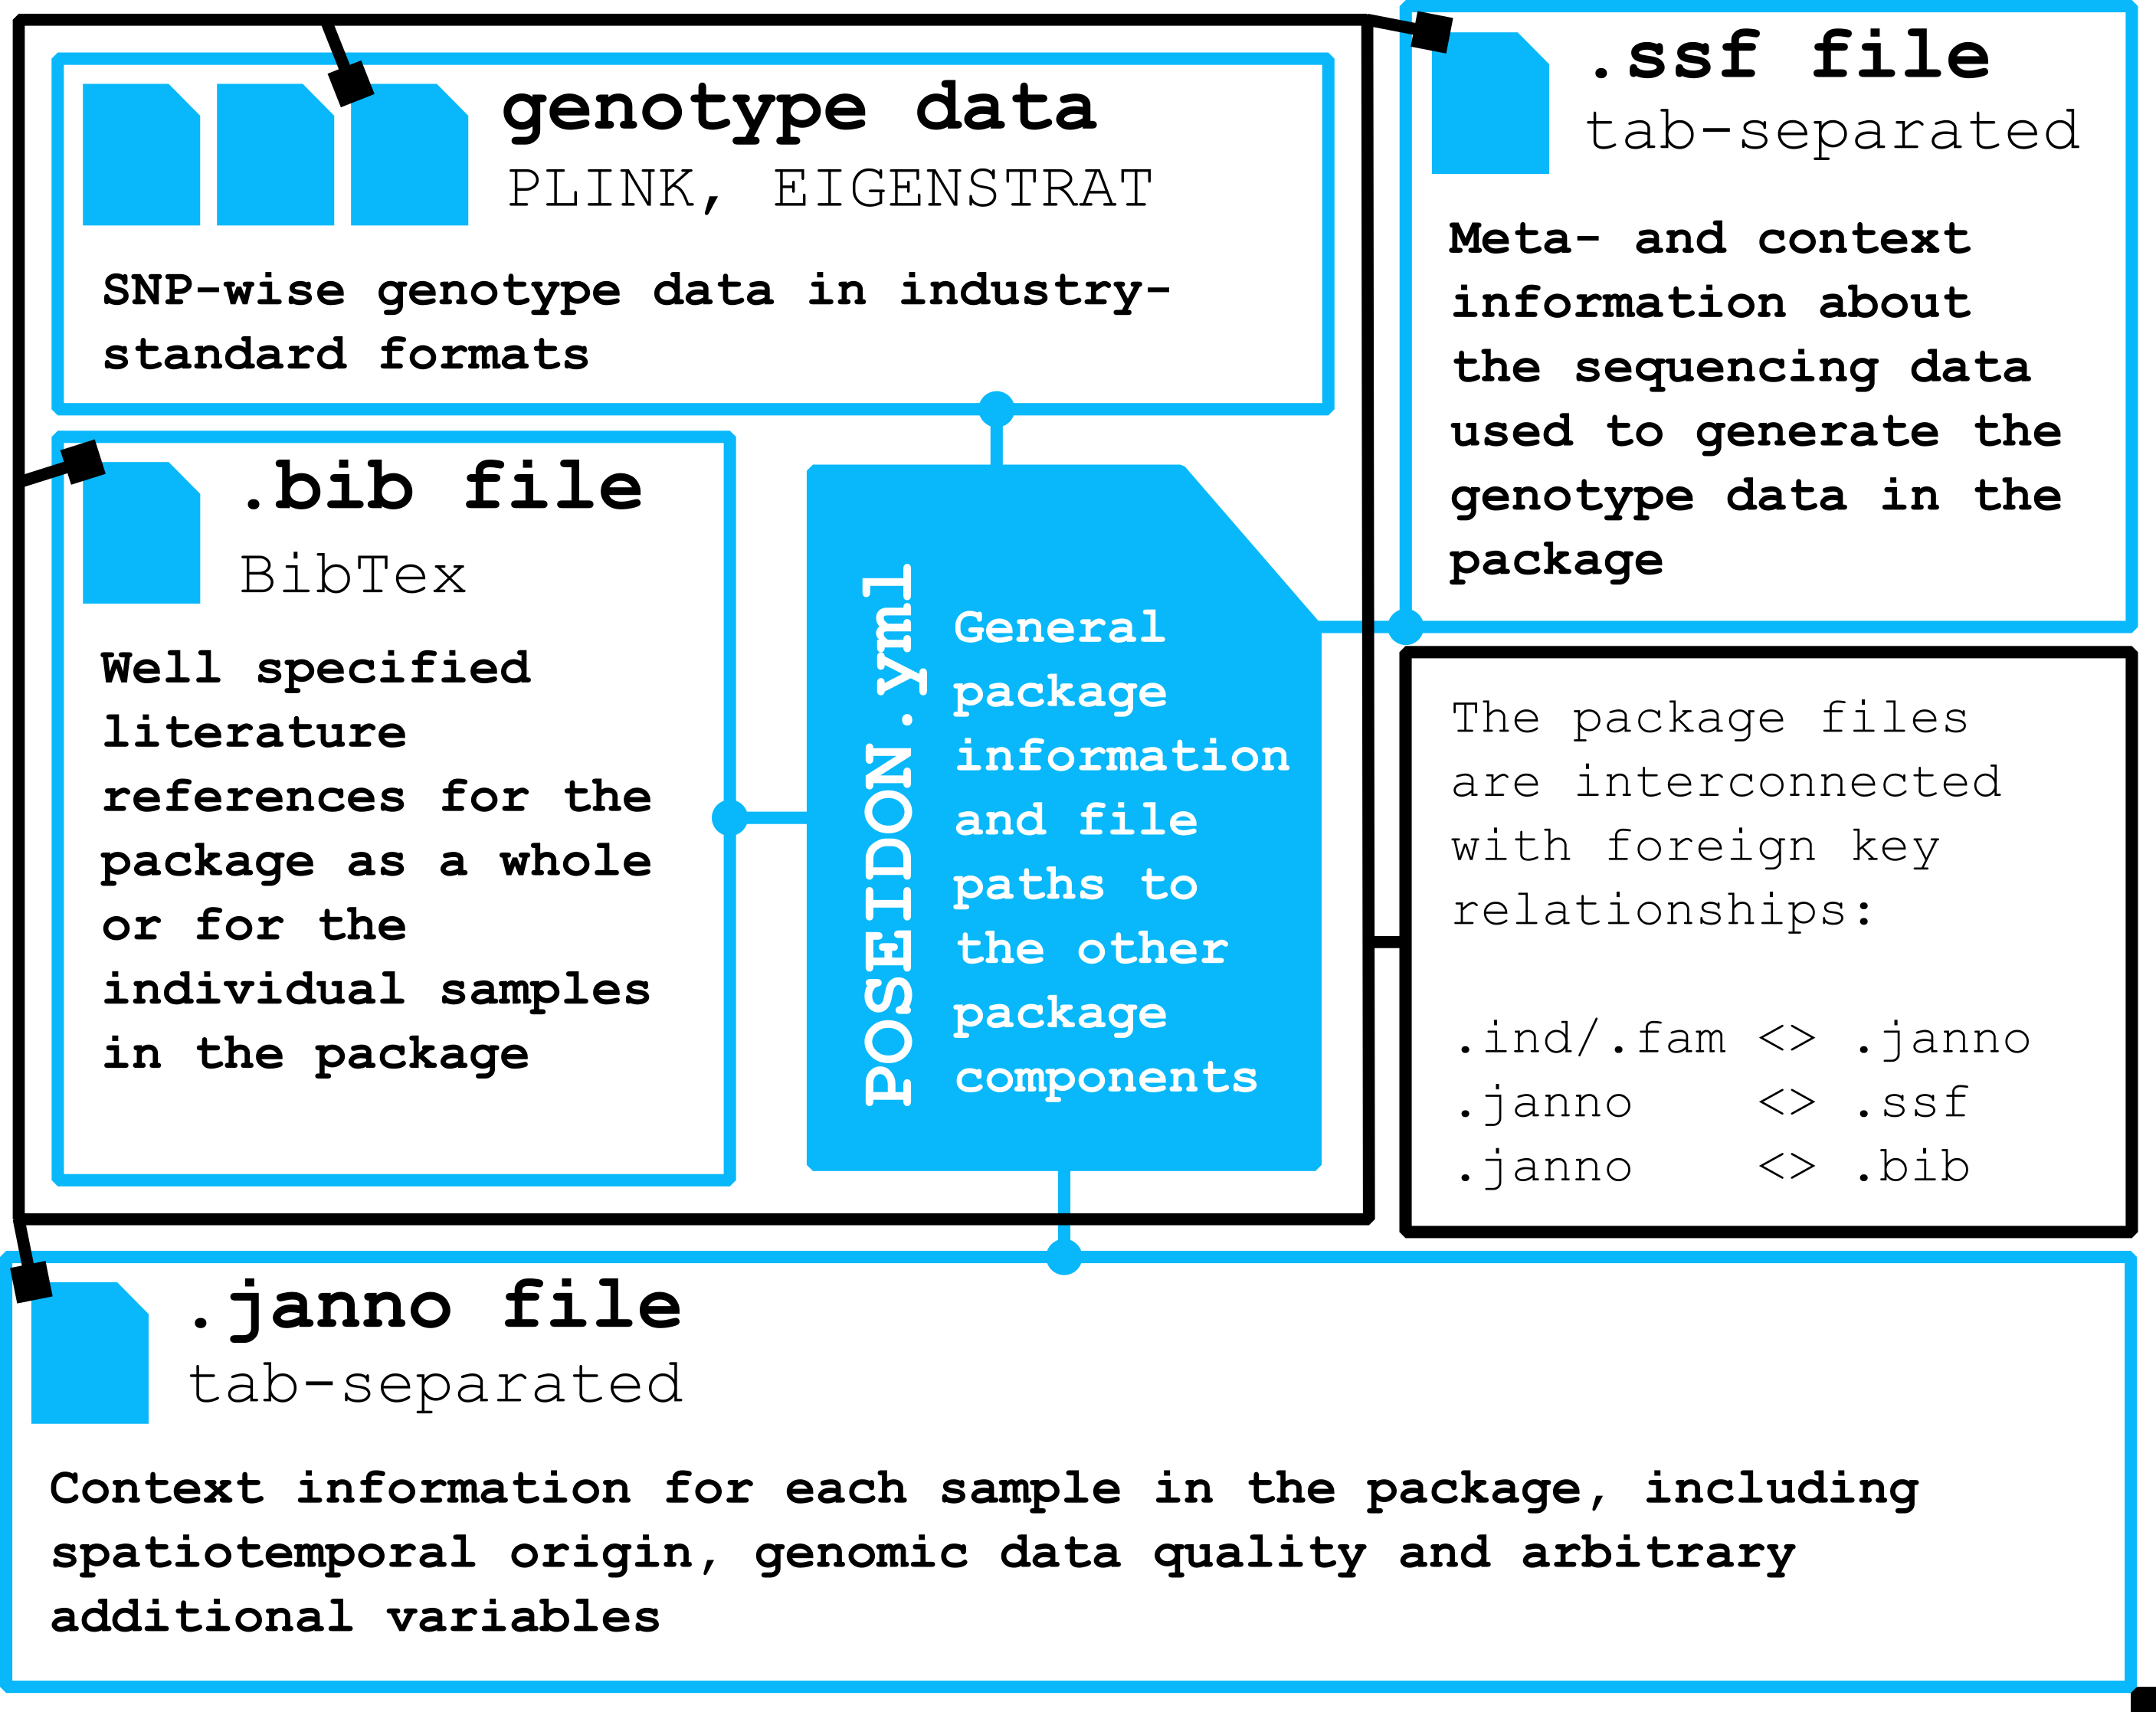 genotype data
PLINK, EIGENSTRAT
SNP-wise genotype data in industry-
standard formats
.ssf file
tab-separated
Meta- and context
information about
the sequencing data
used to generate the
genotype data in the
package
.bib file
BibTex
Well specified
literature
references for the
package as a whole
or for the
individual samples
in the package
POSEIDON.yml
General
package
information
and file
paths to
the other
package
components
The package files
are interconnected
with foreign key
relationships:
.ind/.fam <> .janno
.janno <> .ssf
.janno <> .bib
.janno file
tab-separated
Context information for each sample in the package, including
spatiotemporal origin, genomic data quality and arbitrary
additional variables